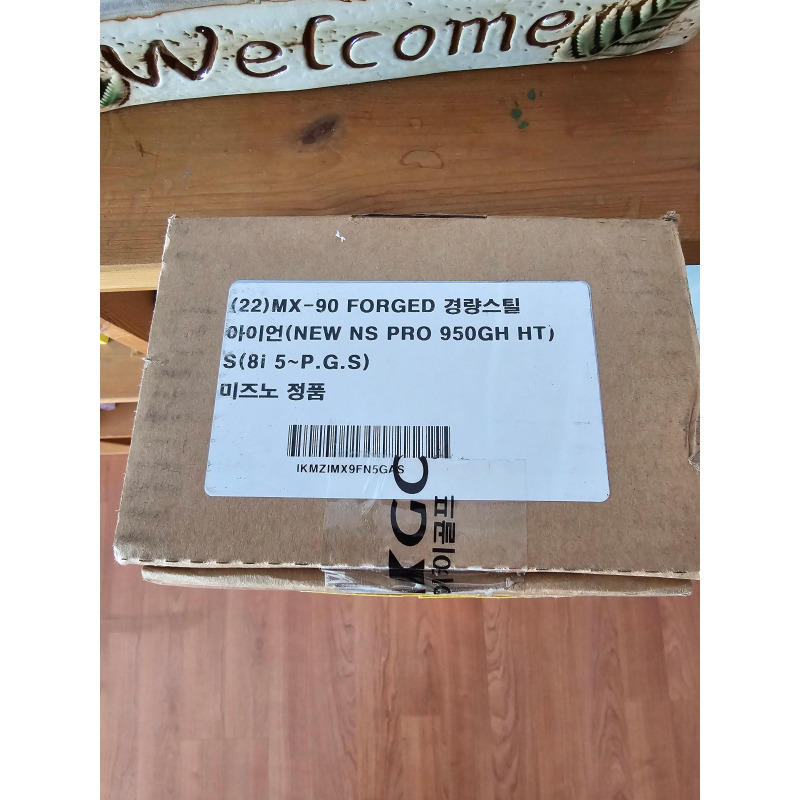 Welcome
(22)MX-90 FORGED 경량스틸
아이언(NEW NS PRO 950GH HT)
S(8i 5~P.G.S)
미즈노 정품
IKMZIMX9FN5GAS
KGC